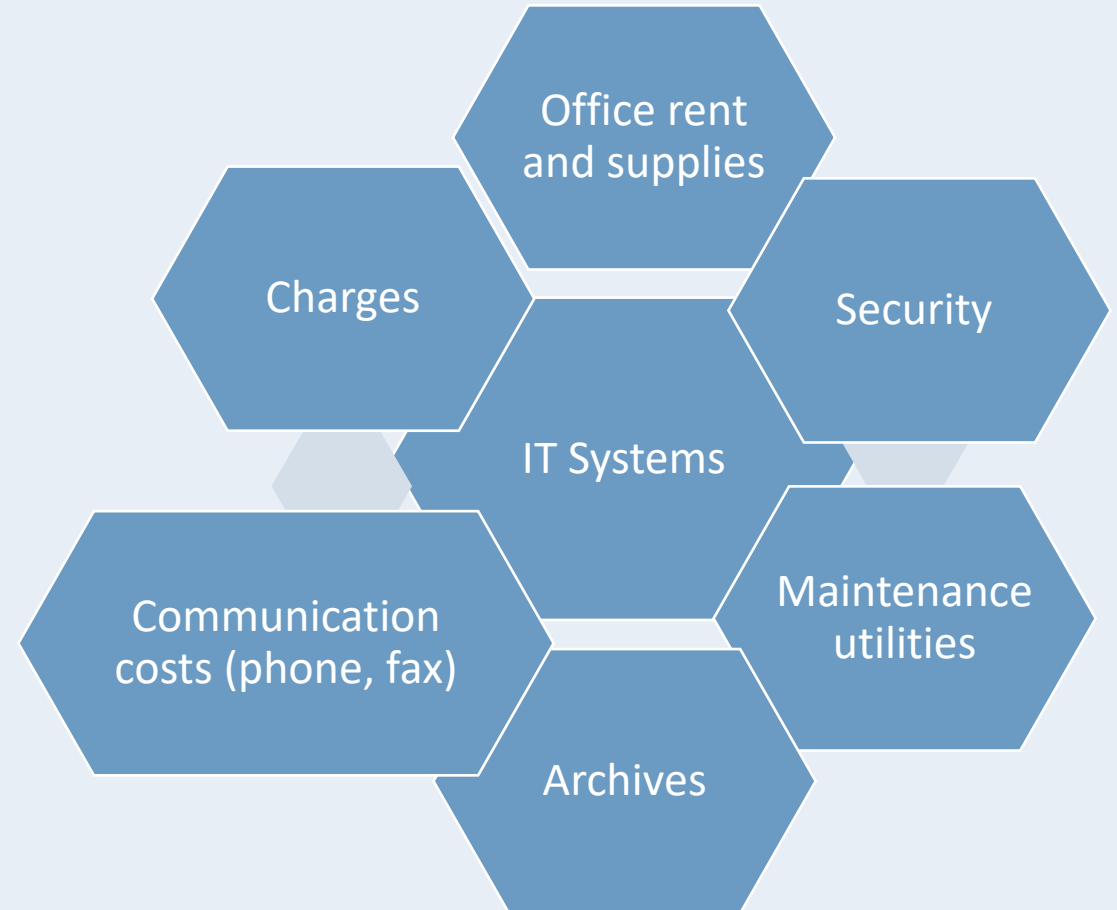 Office rent
and supplies
Charges
Security
IT Systems
Maintenance
utilities
Communication
costs (phone, fax)
Archives